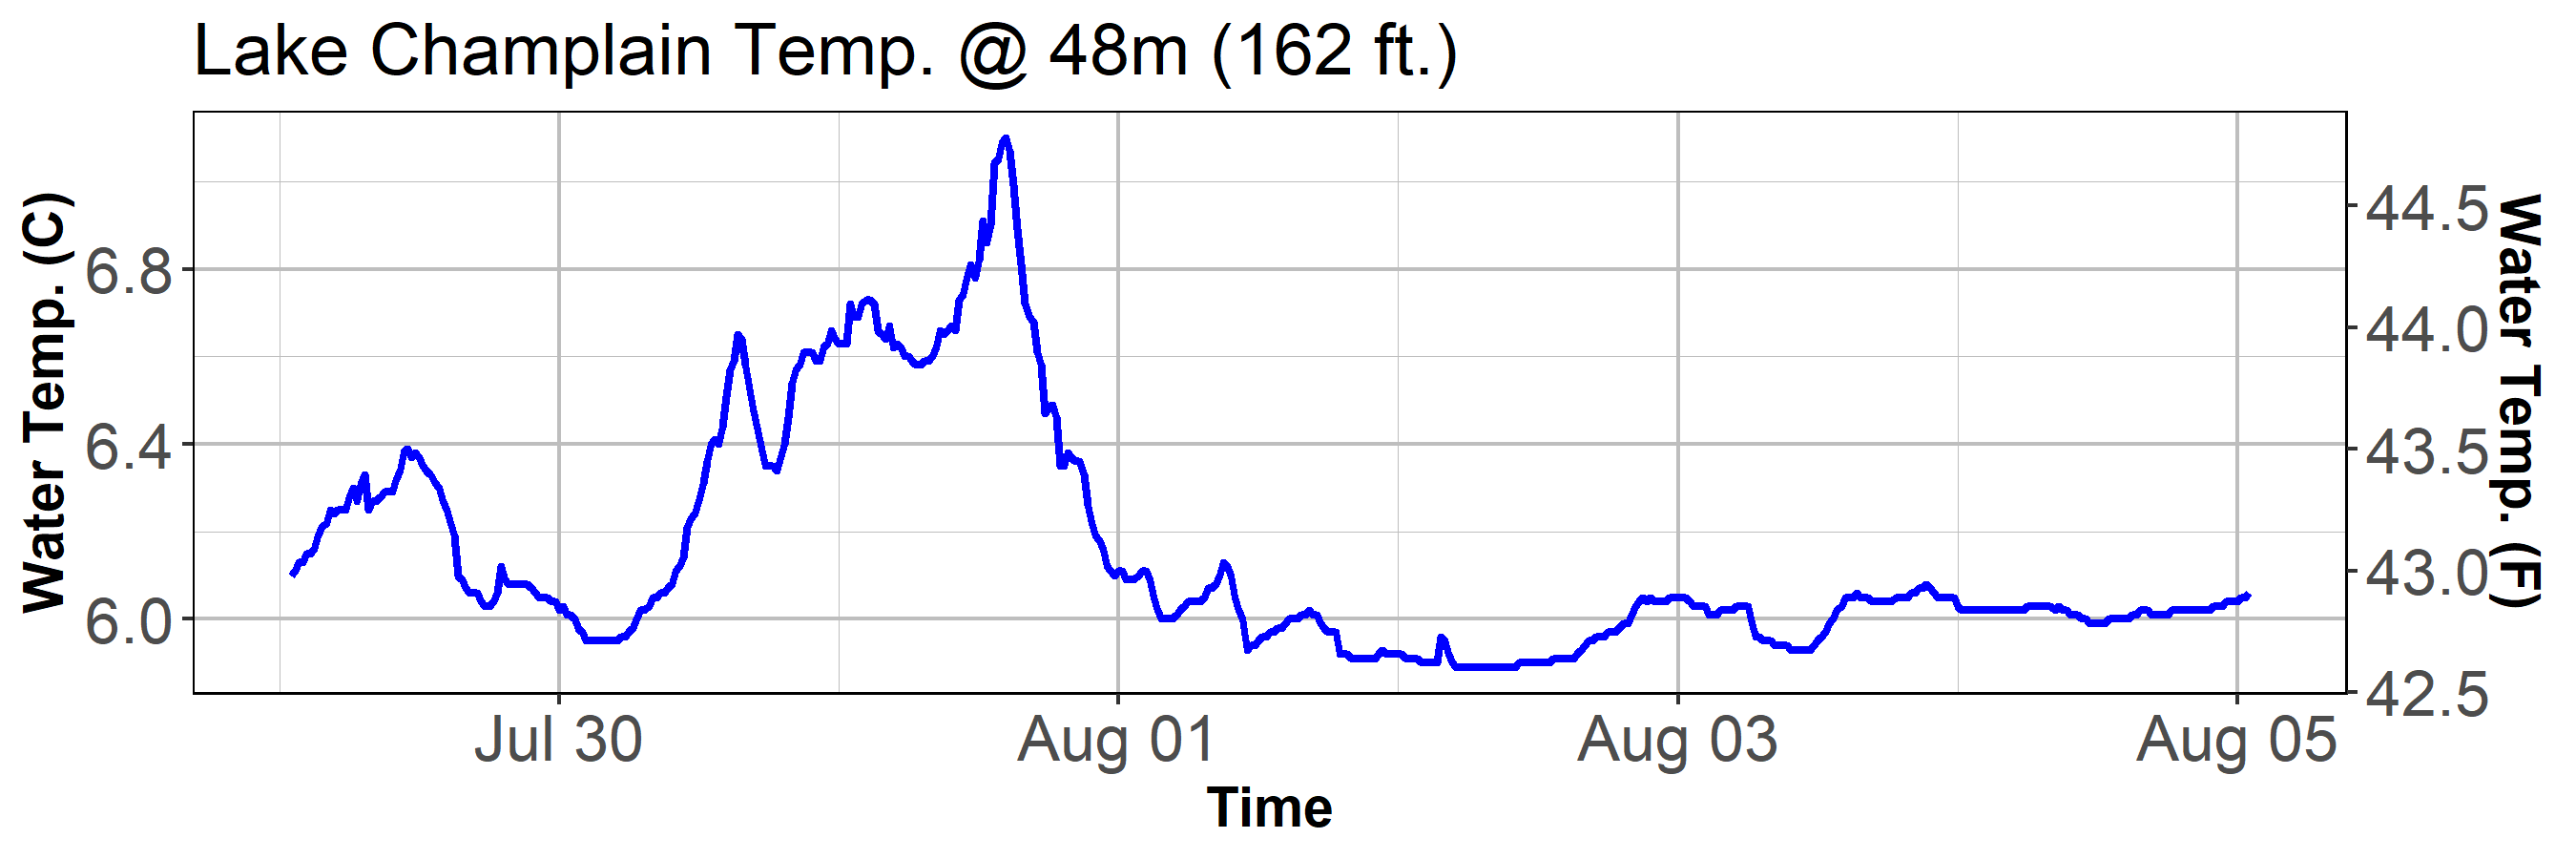 Lake Champlain Temp. @ 48m (162 ft.)
Water Temp. (C)
6.8
6.4
6.0
44.5
44.0
43.5
43.0
42.5
Water Temp. (F)
Jul 30
Aug 01
Aug 03
Aug 05
Time